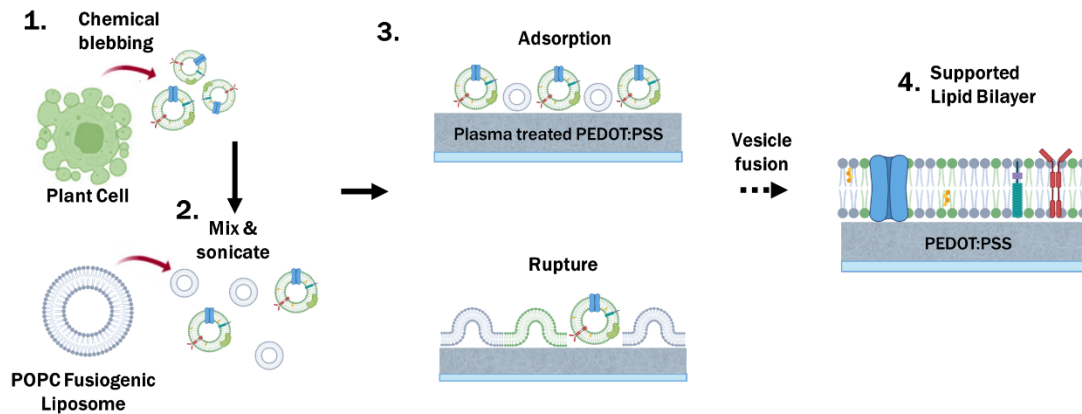 1.
Chemical
blebbing
Plant Cell
2.
Mix &
sonicate
POPC Fusiogenic
Liposome
3.
Adsorption
Plasma treated PEDOT:PSS
Rupture
Vesicle
fusion
4.
Supported
Lipid Bilayer
PEDOT:PSS